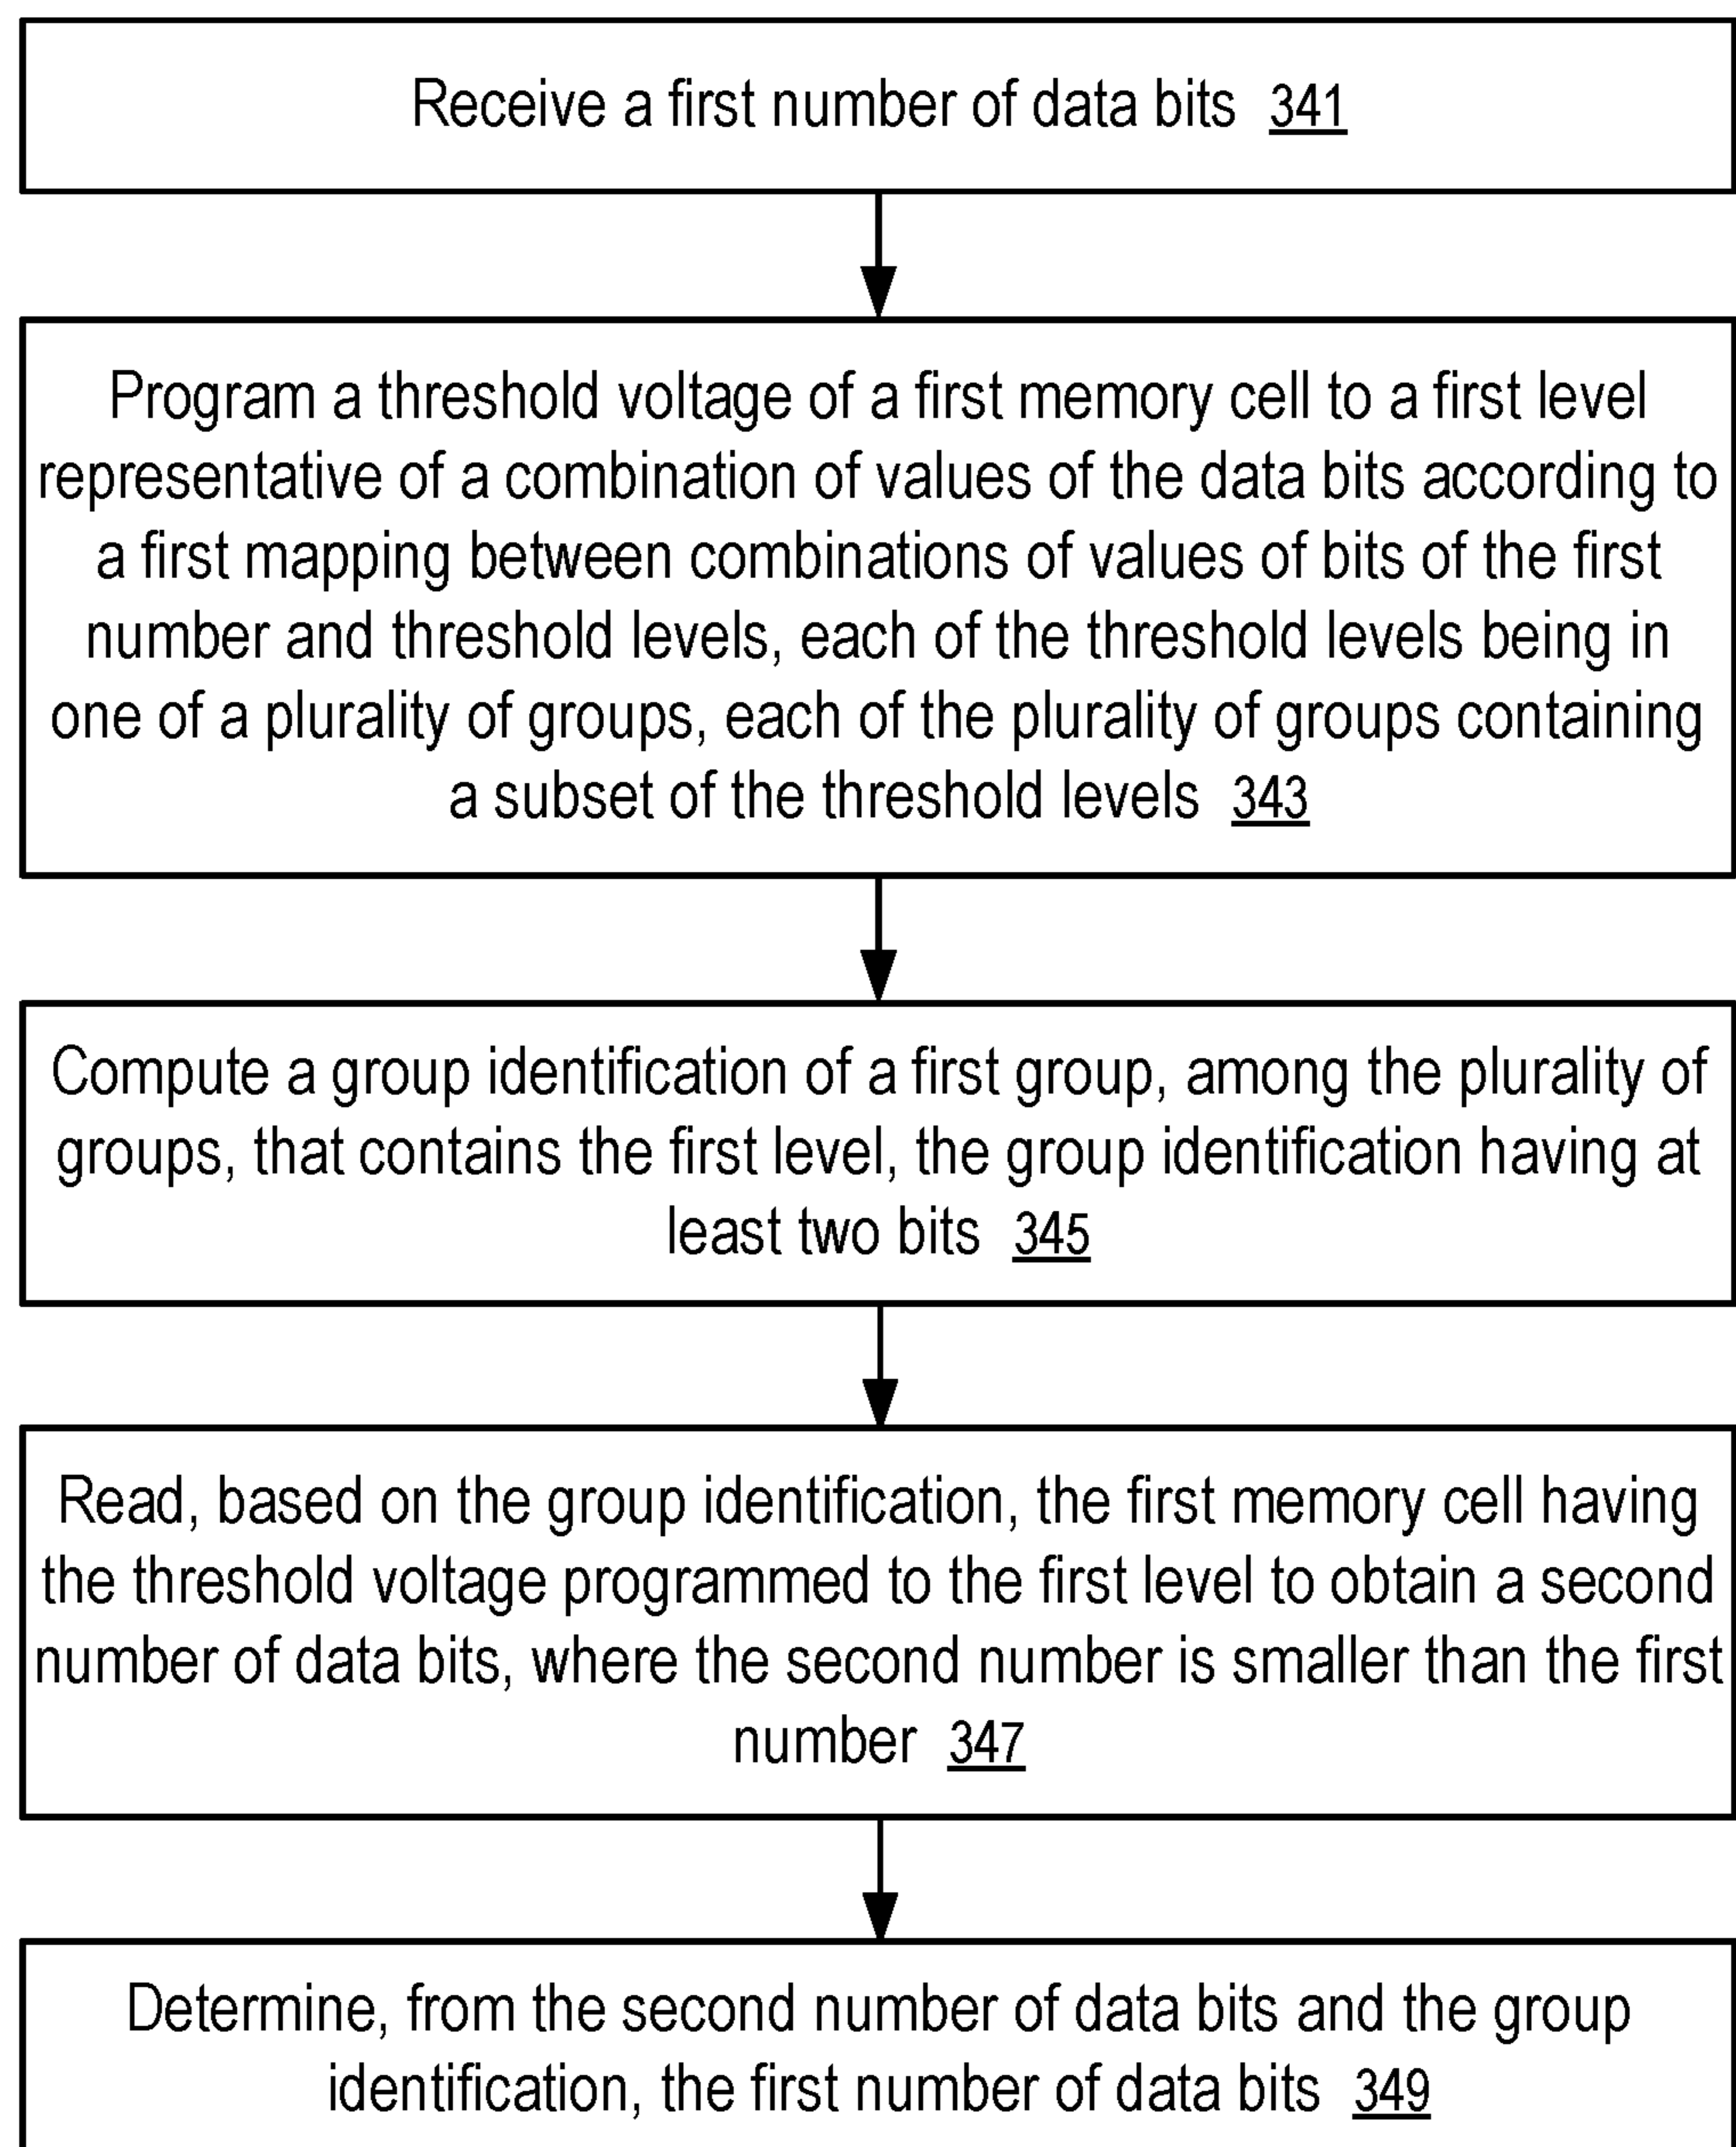 Receive a first number of data bits 341
Program a threshold voltage of a first memory cell to a first level
representative of a combination of values of the data bits according to
a first mapping between combinations of values of bits of the first
number and threshold levels, each of the threshold levels being in
one of a plurality of groups, each of the plurality of groups containing
a subset of the threshold levels 343
Compute a group identification of a first group, among the plurality of
groups, that contains the first level, the group identification having at
least two bits 345
Read, based on the group identification, the first memory cell having
the threshold voltage programmed to the first level to obtain a second
number of data bits, where the second number is smaller than the first
number 347
Determine, from the second number of data bits and the group
identification, the first number of data bits 349